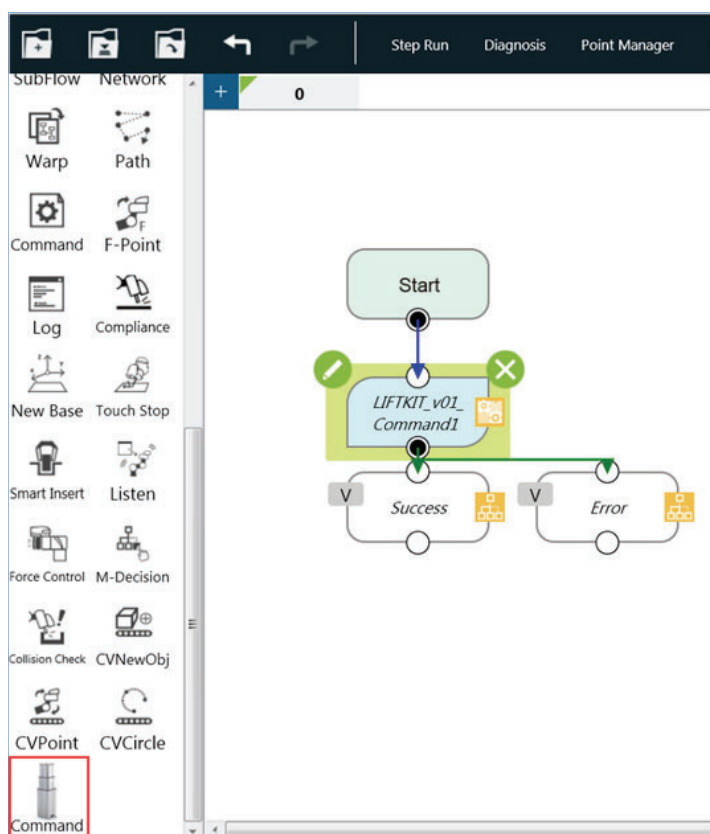 Step Run Diagnosis Point Manager
SubFlow Network
+ 0
Warp Path
Command F-Point
Log Compliance
New Base Touch Stop
Smart Insert Listen
Force Control M-Decision
Collision Check CVNewObj
CVPoint CVCircle
Command
Start
LIFTKIT_v01_
Command1
V Success
V Error